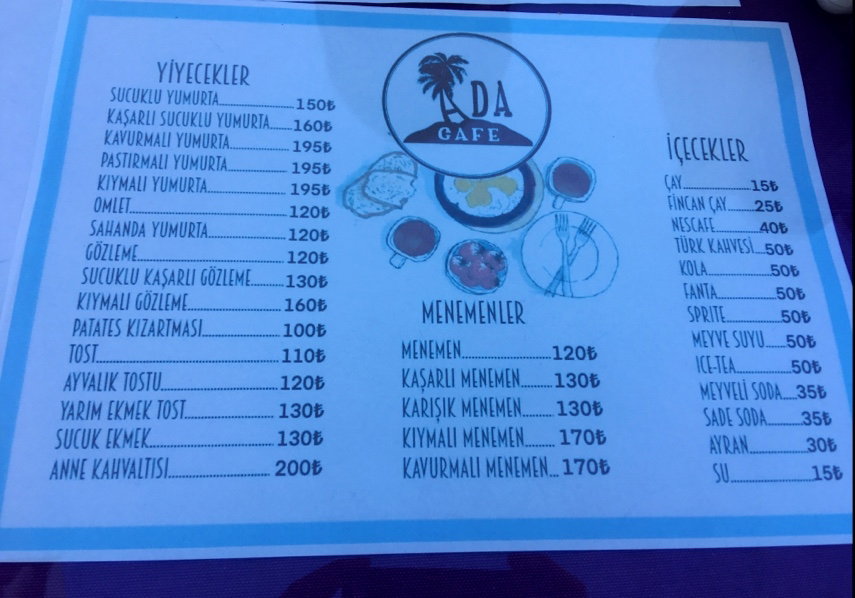 ADA
CAFE
YİYECEKLER
SUCUKLU YUMURTA 150₺
KAŞARLI SUCUKLU YUMURTA 160₺
KAVURMALI YUMURTA 195₺
PASTIRMALI YUMURTA 195₺
KIYMALI YUMURTA 195₺
OMLET 120₺
SAHANDA YUMURTA 120₺
GÖZLEME 120₺
SUCUKLU KAŞARLI GÖZLEME 130₺
KIYMALI GÖZLEME 160₺
PATATES KIZARTMASI 100₺
TOST 110₺
AYVALIK TOSTU 120₺
YARIM EKMEK TOST 130₺
SUCUK EKMEK 130₺
ANNE KAHVALTISI 200₺
MENEMENLER
MENEMEN 120₺
KAŞARLI MENEMEN 130₺
KARIŞIK MENEMEN 130₺
KIYMALI MENEMEN 170₺
KAVURMALI MENEMEN 170₺
İÇECEKLER
ÇAY 15₺
FİNCAN ÇAY 25₺
NESCAFE 40₺
TÜRK KAHVESİ 50₺
KOLA 50₺
FANTA 50₺
SPRITE 50₺
MEYVE SUYU 50₺
ICE-TEA 50₺
MEYVELİ SODA 35₺
SADE SODA 35₺
AYRAN 30₺
SU 15₺